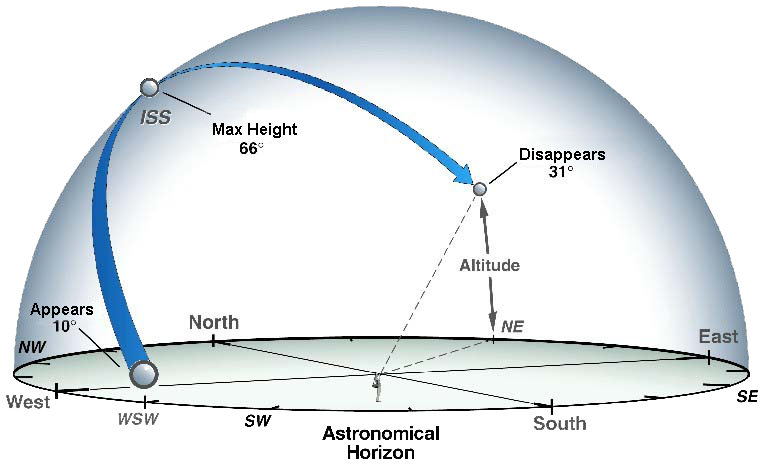 ISS
Max Height
66°
Disappears
31°
Altitude
Appears
10°
North
NE
East
NW
West
WSW
SW
South
SE
Astronomical
Horizon